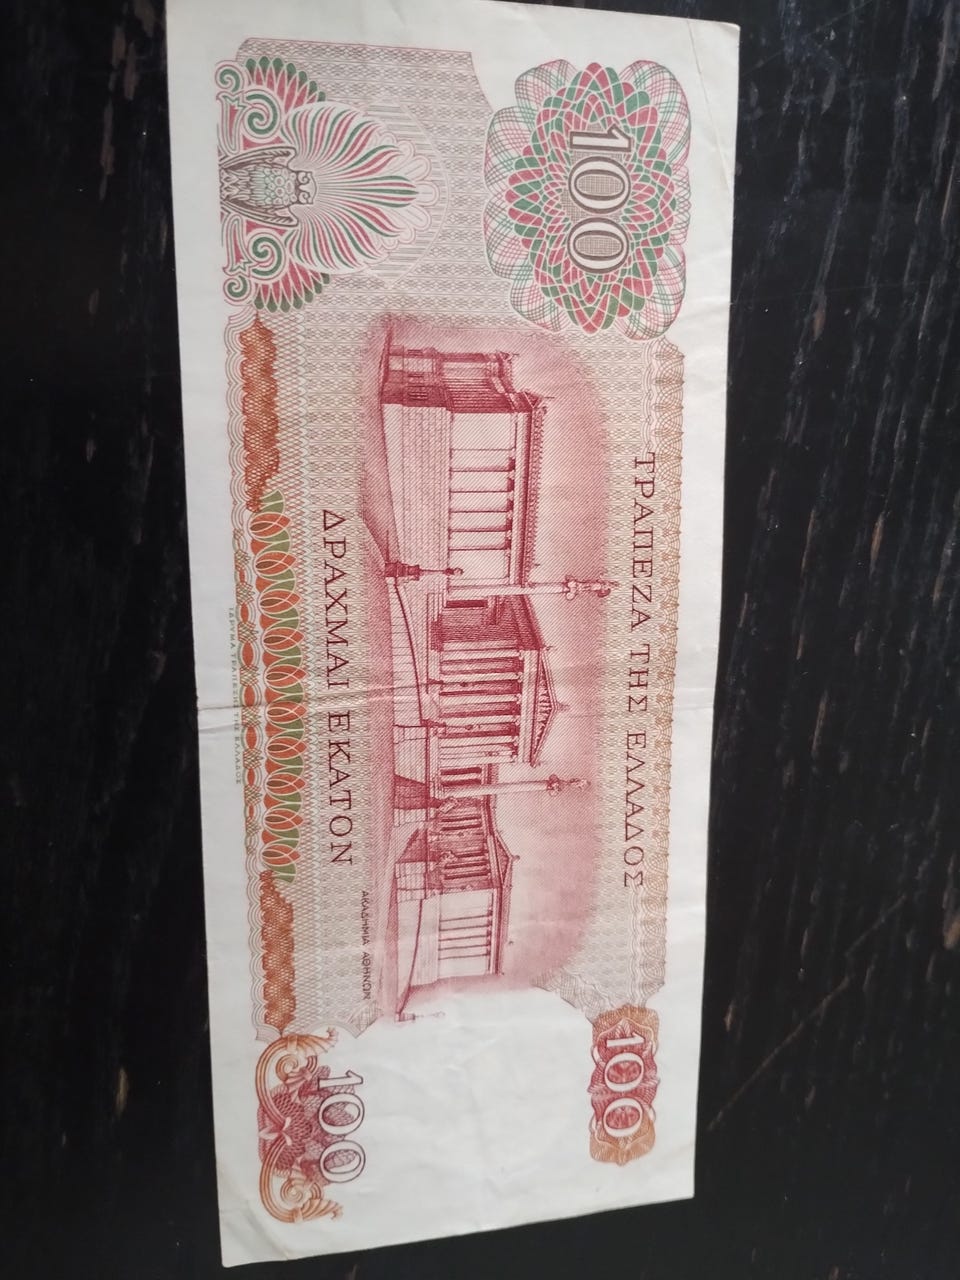 100
ΤΡΑΠΕΖΑ ΤΗΣ ΕΛΛΑΔΟΣ
100
ΔΡΑΧΜΑΙ ΕΚΑΤΟΝ
ΑΚΑΔΗΜΙΑ ΑΘΗΝΩΝ
100
ΙΔΡΥΜΑ ΤΡΑΠΕΖΗΣ ΤΗΣ ΕΛΛΑΔΟΣ